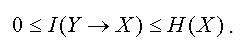 0 ≤ I(Y → X) ≤ H(X).